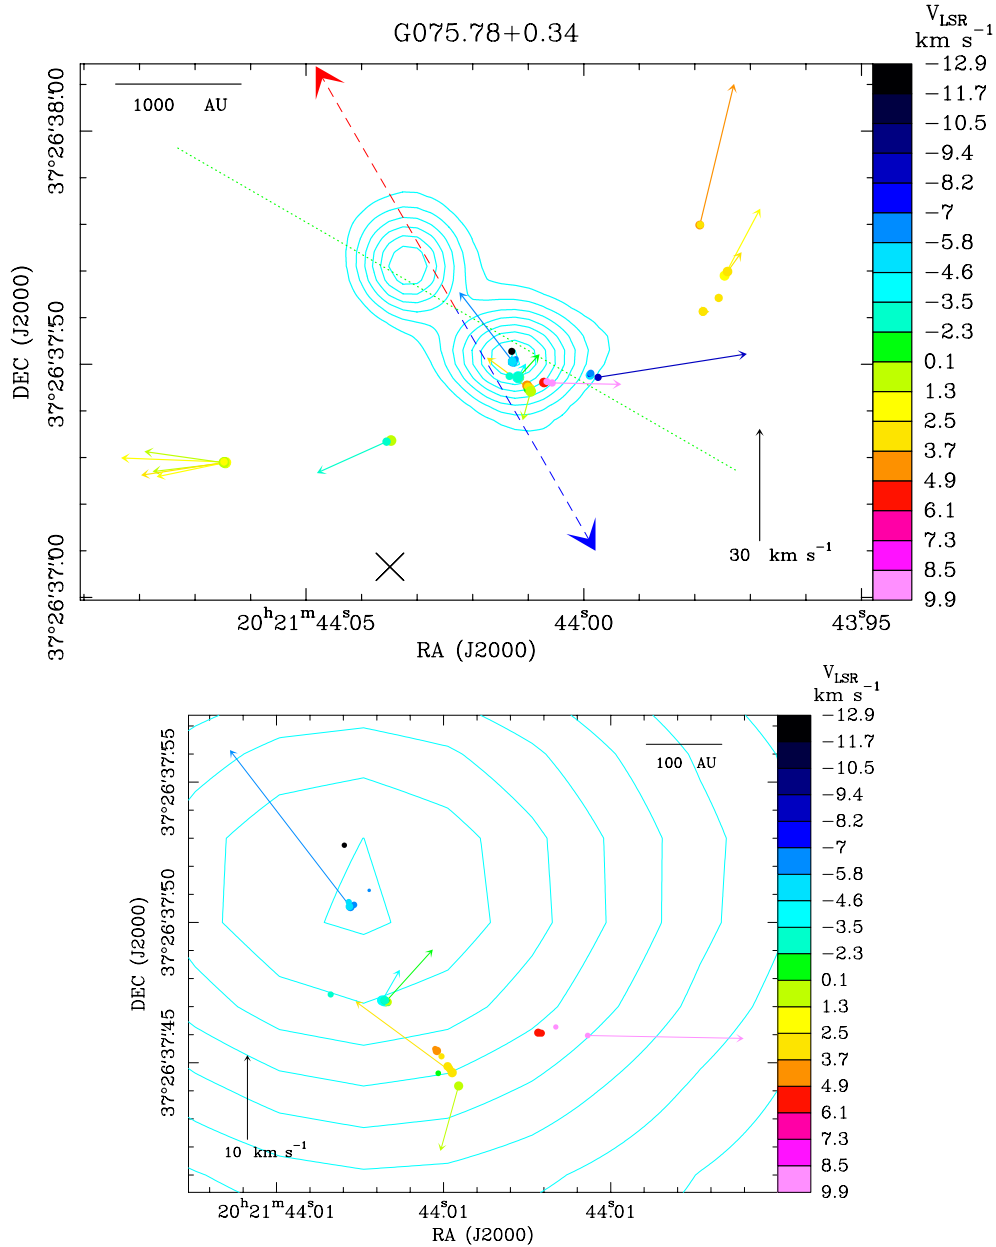 G075.78+0.34
V_LSR
km s⁻¹
1000 AU
37°26'38'.'00
37°26'37'.'50
37°26'37'.'00
DEC (J2000)
30 km s⁻¹
20ʰ21ᵐ44ˢ.05
44ˢ.00
43ˢ.95
RA (J2000)
−12.9
−11.7
−10.5
−9.4
−8.2
−7
−5.8
−4.6
−3.5
−2.3
0.1
1.3
2.5
3.7
4.9
6.1
7.3
8.5
9.9
V_LSR
km s⁻¹
100 AU
37°26'37'.'55
37°26'37'.'50
37°26'37'.'45
DEC (J2000)
10 km s⁻¹
20ʰ21ᵐ44ˢ.01
44ˢ.01
44ˢ.01
RA (J2000)
−12.9
−11.7
−10.5
−9.4
−8.2
−7
−5.8
−4.6
−3.5
−2.3
0.1
1.3
2.5
3.7
4.9
6.1
7.3
8.5
9.9